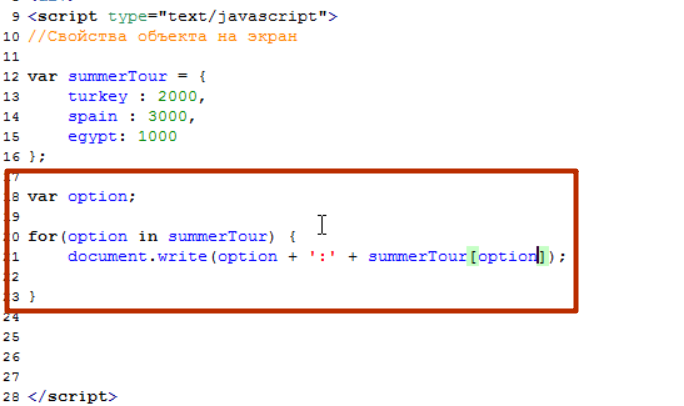 9 <script type="text/javascript">
10 //Свойства объекта на экран
11
12 var summerTour = {
13 turkey : 2000,
14 spain : 3000,
15 egypt: 1000
16 };
17
18 var option;
19
20 for(option in summerTour) {
21 document.write(option + ':' + summerTour[option]);
22
23 }
24
25
26
27
28 </script>